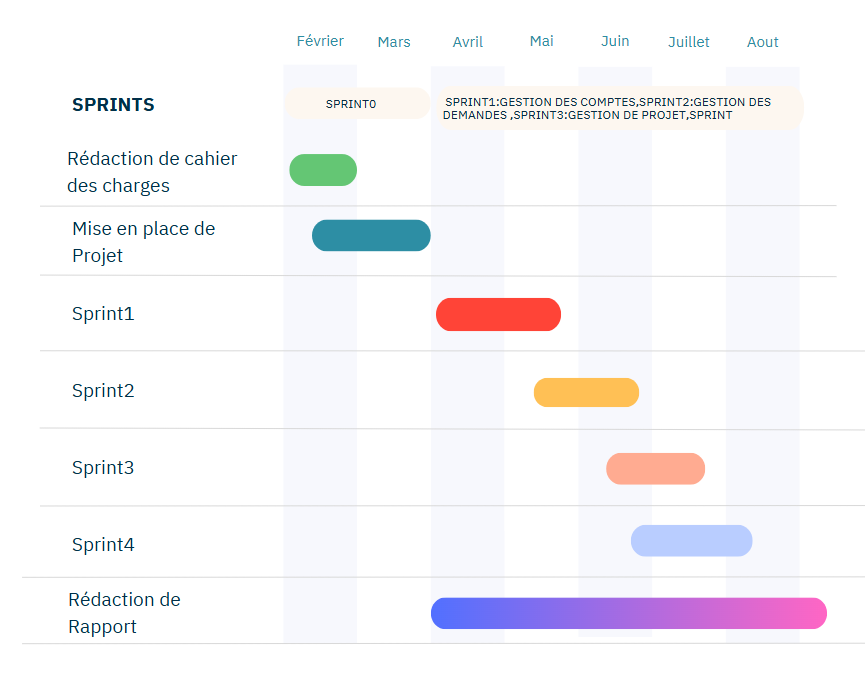 Février Mars Avril Mai Juin Juillet Aout
SPRINTS
SPRINT0
SPRINT1:GESTION DES COMPTES,SPRINT2:GESTION DES
DEMANDES ,SPRINT3:GESTION DE PROJET,SPRINT
Rédaction de cahier
des charges
Mise en place de
Projet
Sprint1
Sprint2
Sprint3
Sprint4
Rédaction de
Rapport